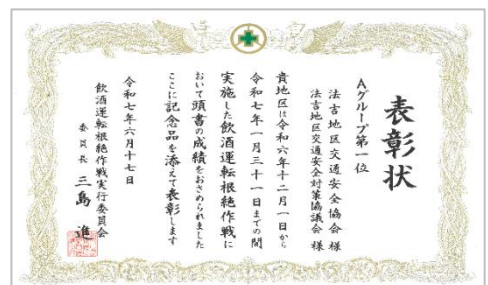 表彰状
Aグループ第一位
法吉地区交通安全協会 様
法吉地区交通安全対策協議会 様
貴地区は令和六年十二月一日から
令和七年一月三十一日までの間
実施した飲酒運転根絶作戦に
おいて頭書の成績をおさめられました
ここに記念品を添えて表彰します
令和七年六月十七日
飲酒運転根絶作戦実行委員会
委員長 三島 進